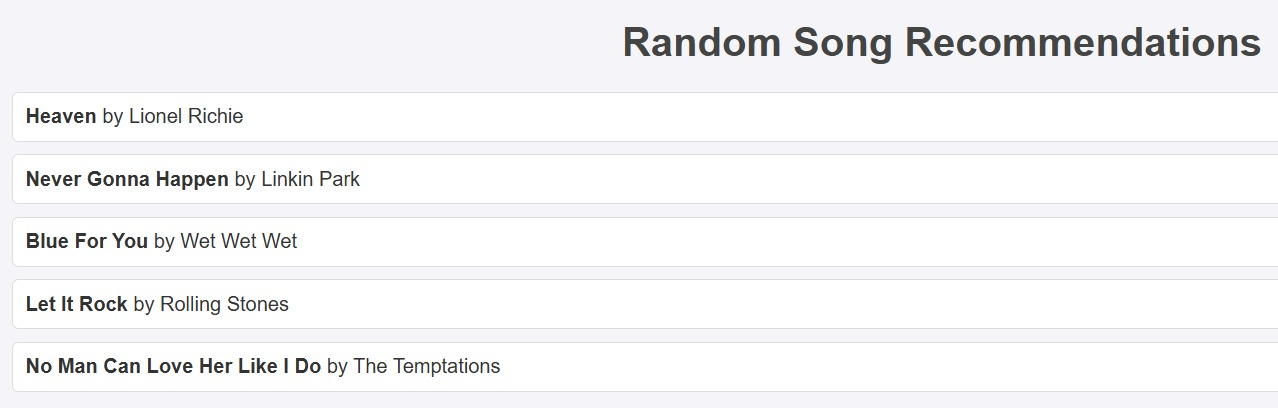 Random Song Recommendations
Heaven by Lionel Richie
Never Gonna Happen by Linkin Park
Blue For You by Wet Wet Wet
Let It Rock by Rolling Stones
No Man Can Love Her Like I Do by The Temptations